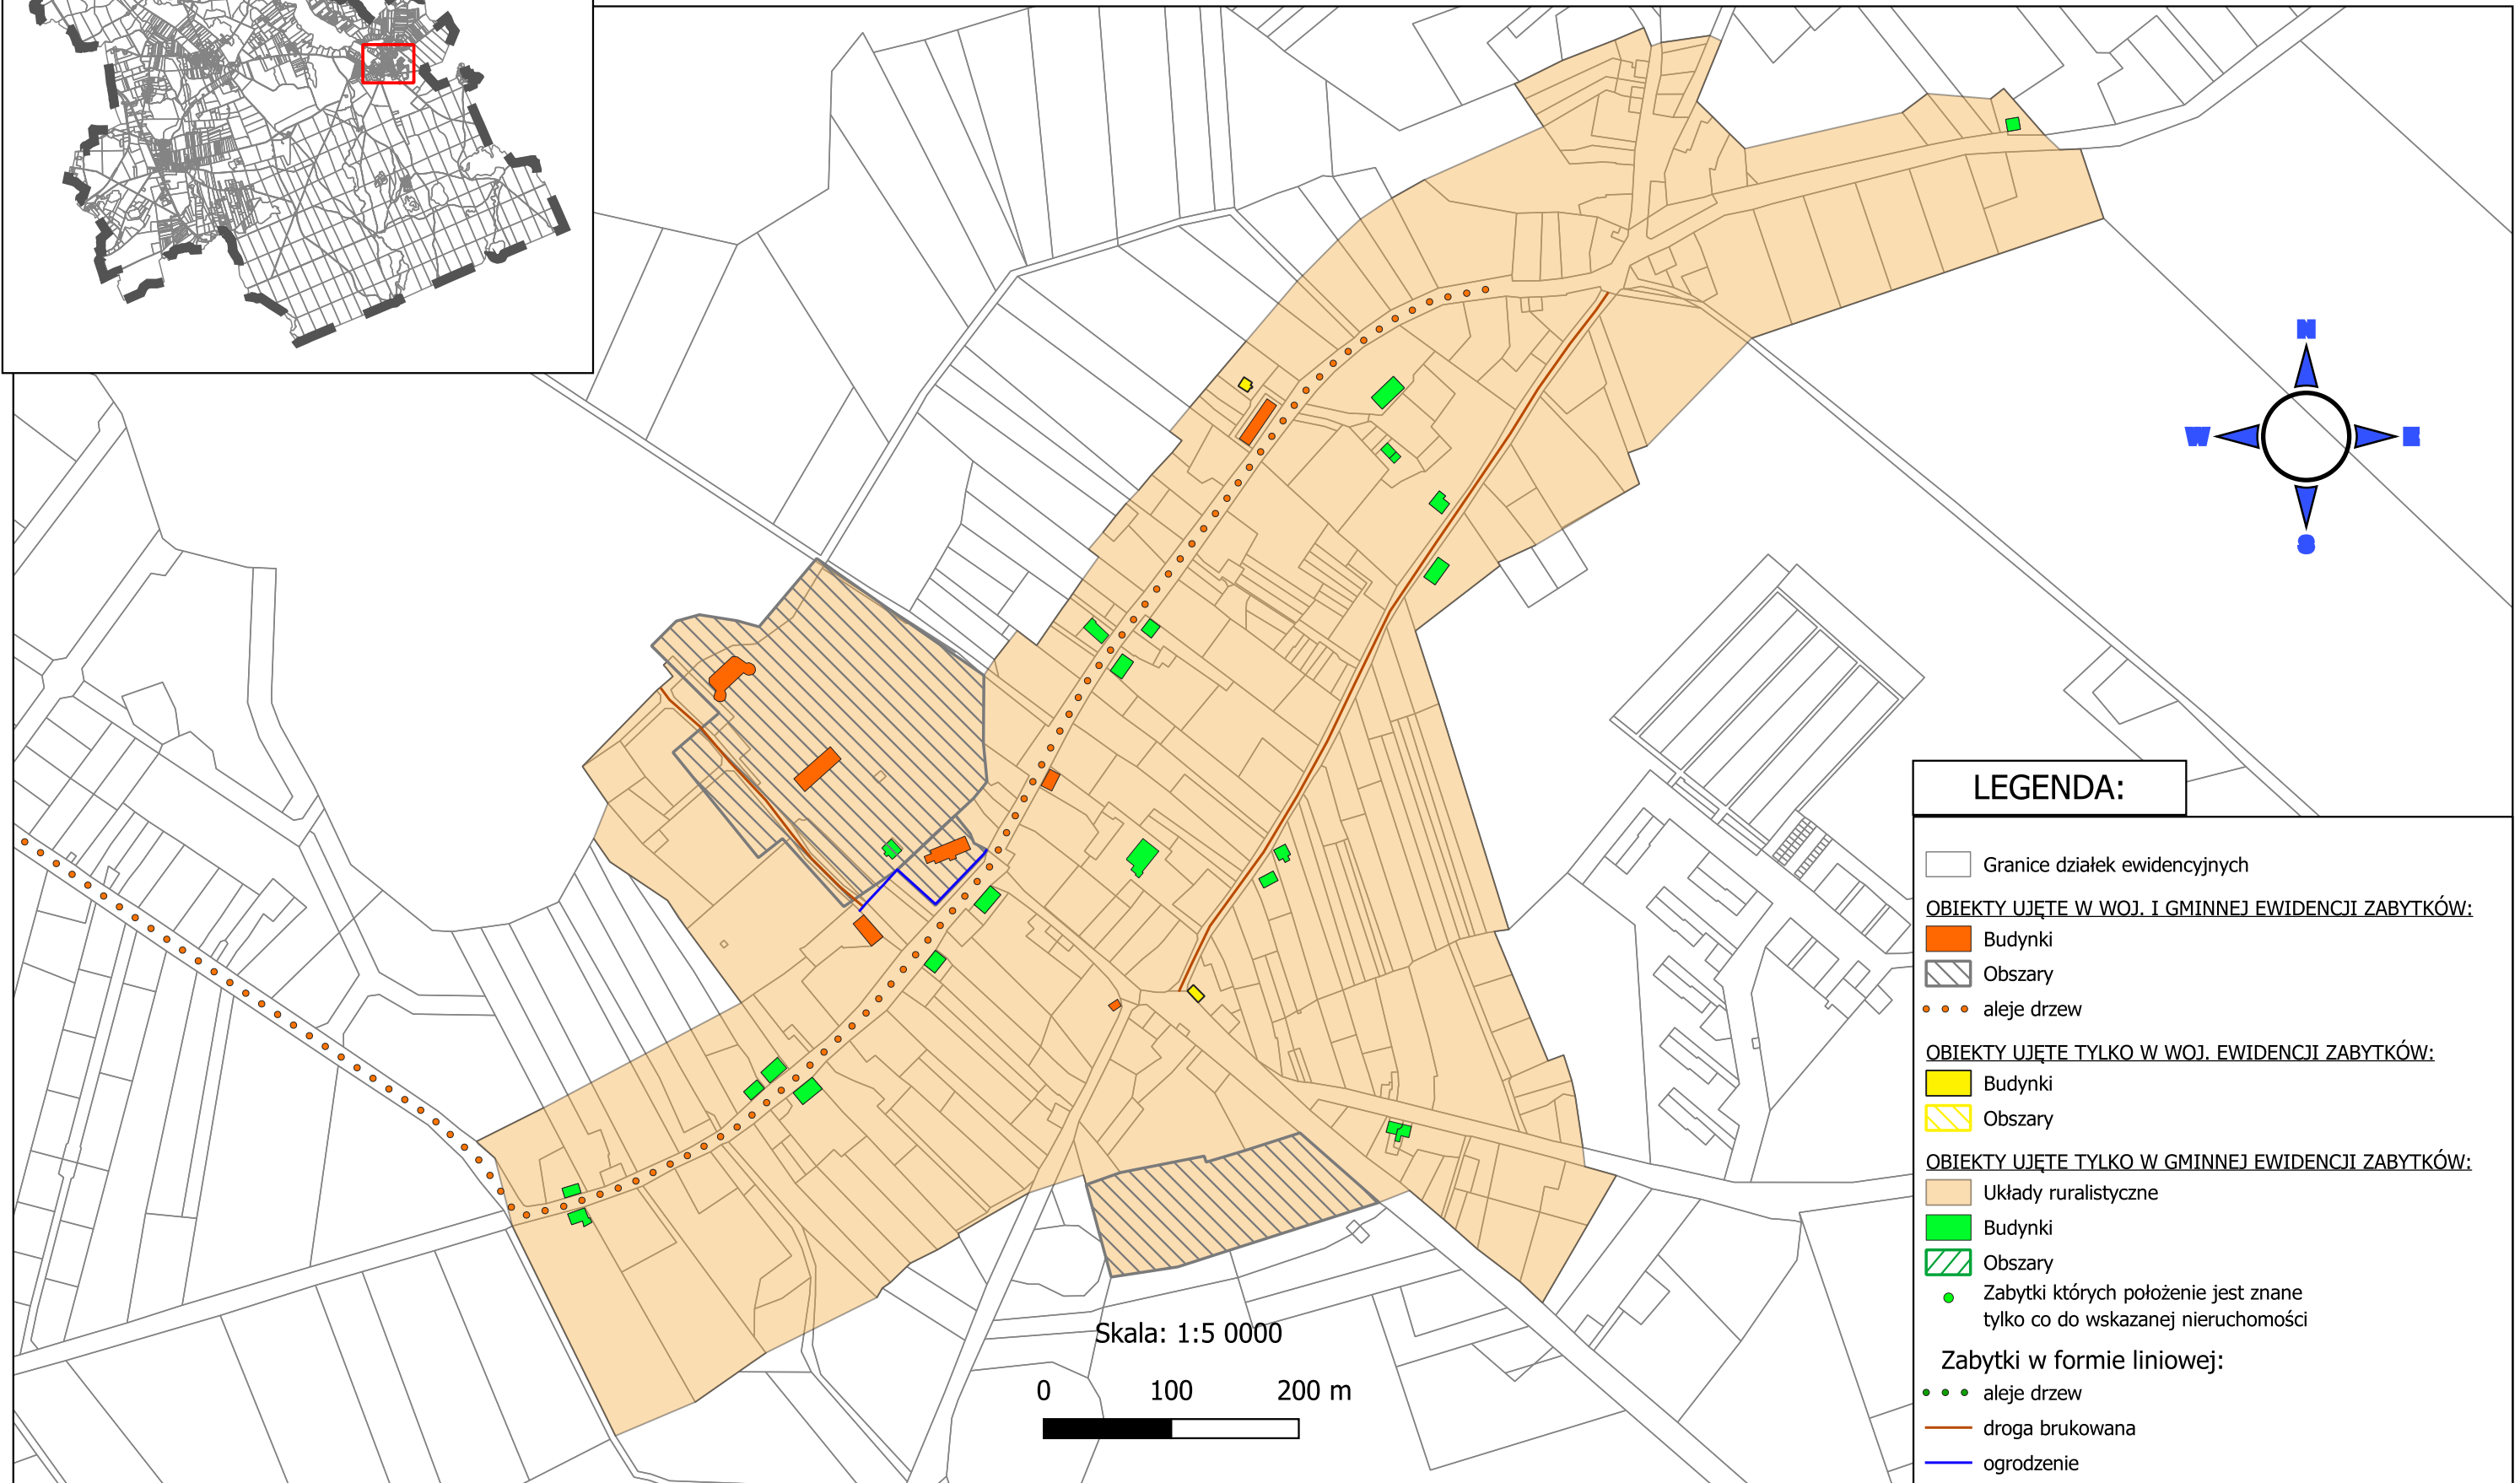 N
W
E
S
LEGENDA:
Granice działek ewidencyjnych
OBIEKTY UJĘTE W WOJ. I GMINNEJ EWIDENCJI ZABYTKÓW:
Budynki
Obszary
aleje drzew
OBIEKTY UJĘTE TYLKO W WOJ. EWIDENCJI ZABYTKÓW:
Budynki
Obszary
OBIEKTY UJĘTE TYLKO W GMINNEJ EWIDENCJI ZABYTKÓW:
Układy ruralistyczne
Budynki
Obszary
Zabytki których położenie jest znane
tylko co do wskazanej nieruchomości
Zabytki w formie liniowej:
aleje drzew
droga brukowana
ogrodzenie
Skala: 1:5 0000
0 100 200 m